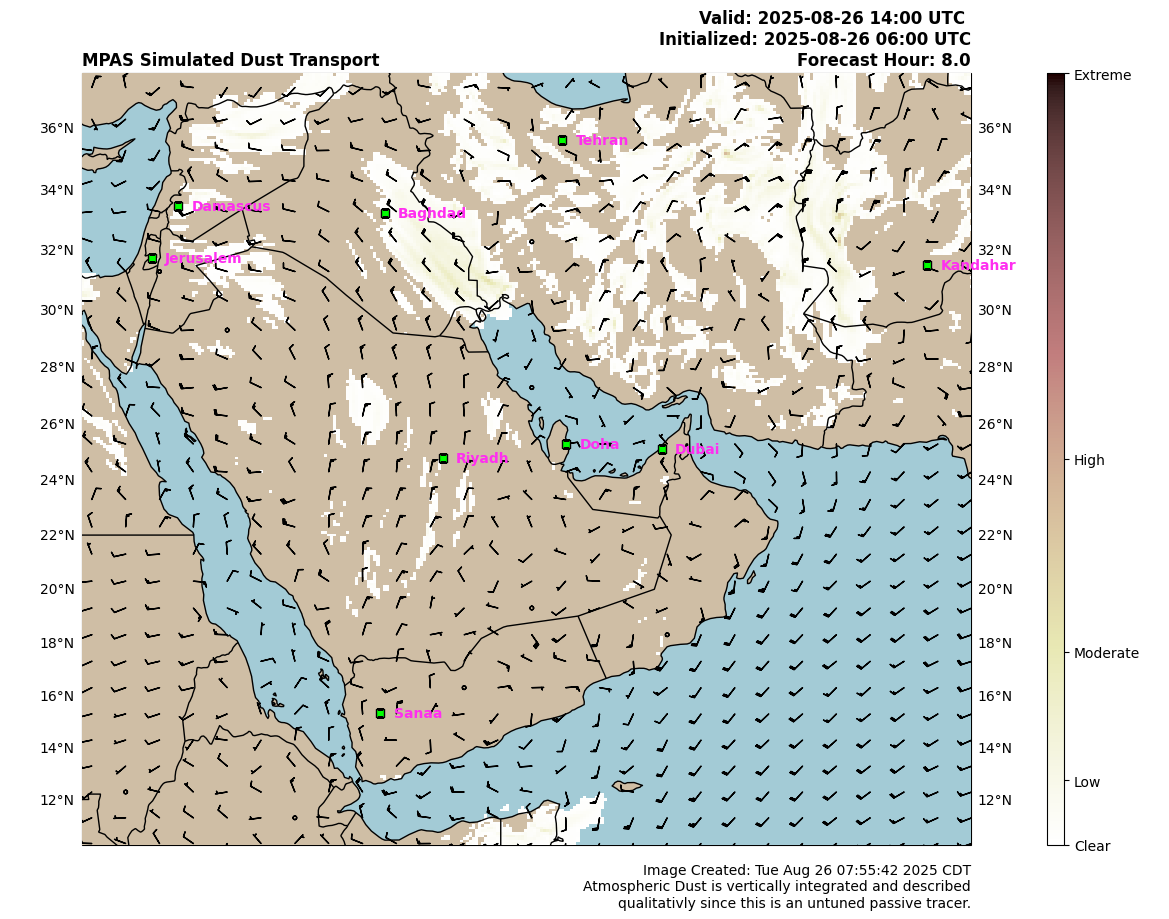 Valid: 2025-08-26 14:00 UTC
Initialized: 2025-08-26 06:00 UTC
MPAS Simulated Dust Transport
Forecast Hour: 8.0
36°N
34°N
32°N
30°N
28°N
26°N
24°N
22°N
20°N
18°N
16°N
14°N
12°N
Tehran
Damascus
Baghdad
Jerusalem
Kandahar
Doha
Dubai
Riyadh
Sanaa
36°N
34°N
32°N
30°N
28°N
26°N
24°N
22°N
20°N
18°N
16°N
14°N
12°N
Extreme
High
Moderate
Low
Clear
Image Created: Tue Aug 26 07:55:42 2025 CDT
Atmospheric Dust is vertically integrated and described
qualitativly since this is an untuned passive tracer.